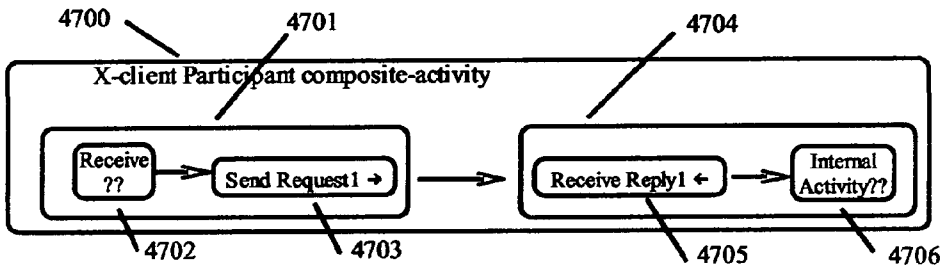 4700
4701
4704
X-client Participant composite-activity
Receive
??
Send Request1 →
Receive Reply1 ←
Internal
Activity??
4702
4703
4705
4706